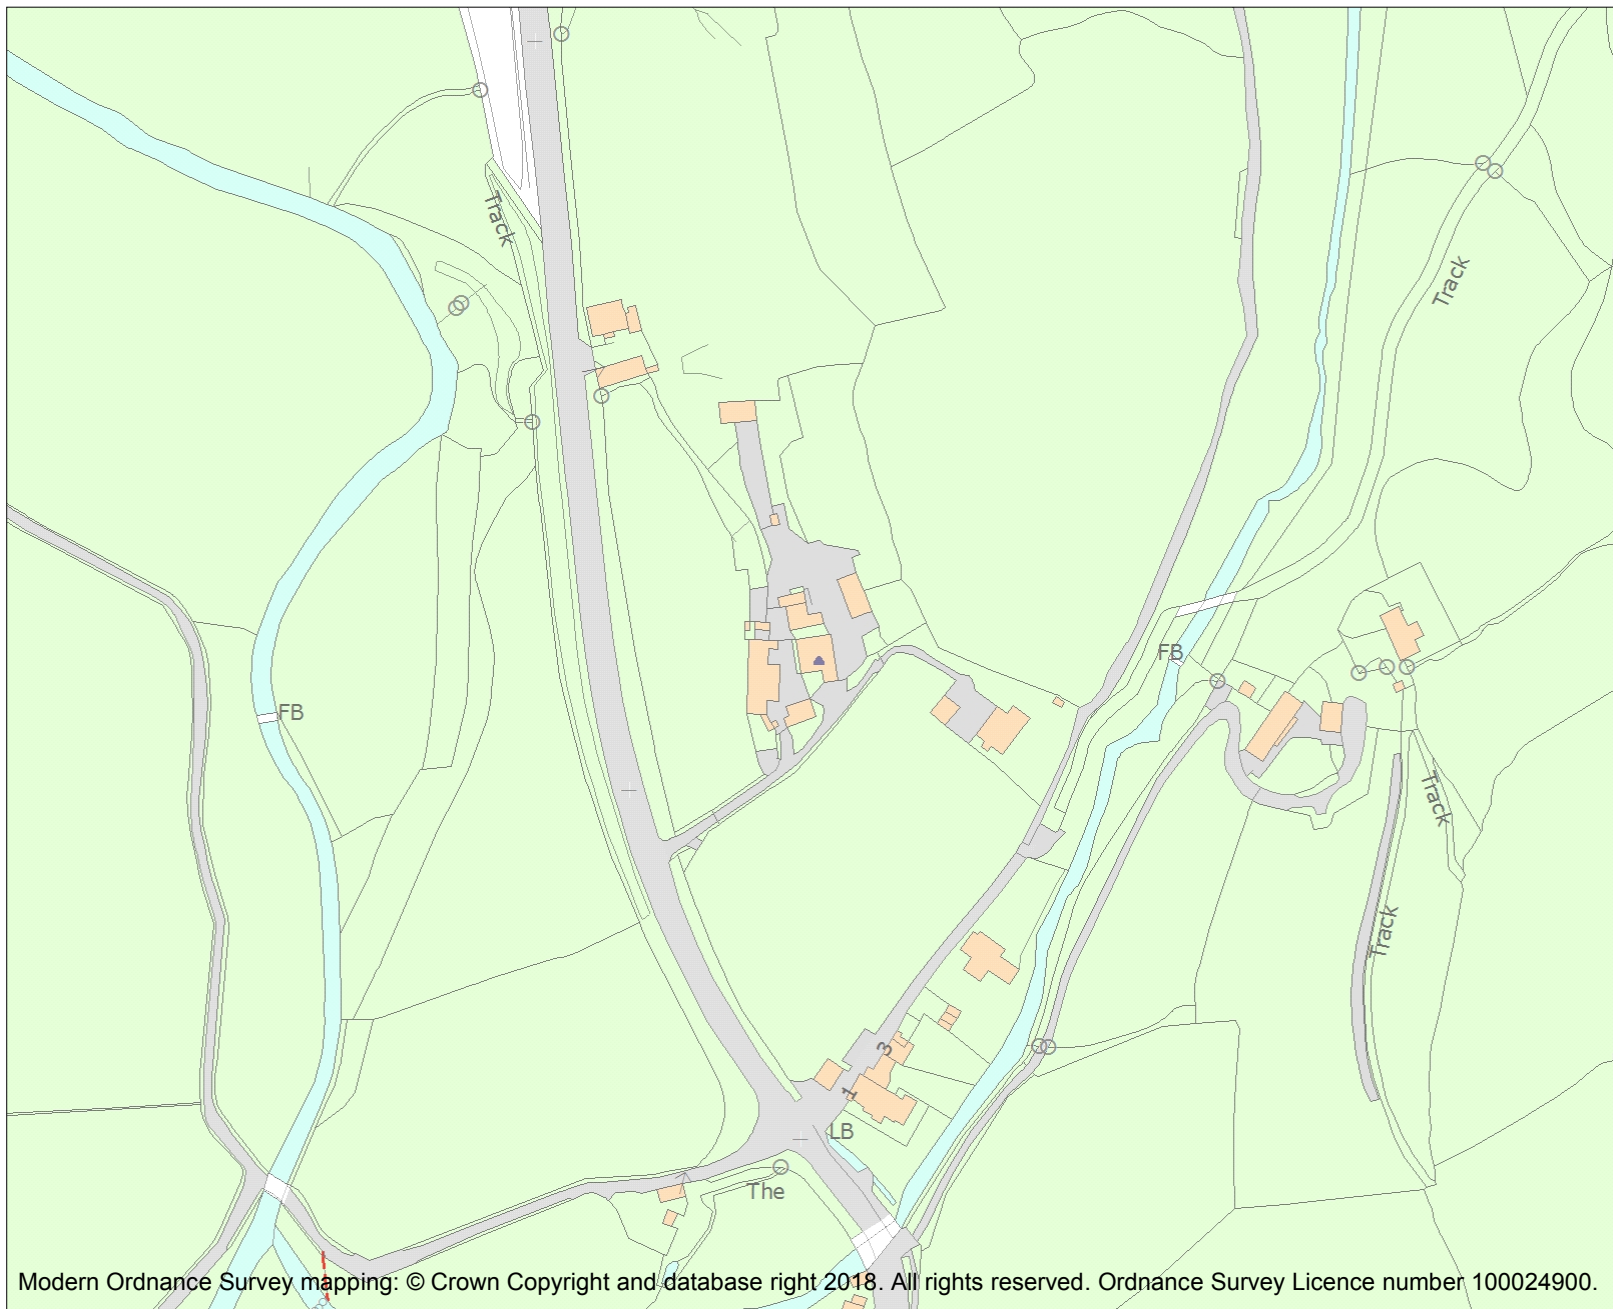 Track
Track
FB
FB
Track
Track
3
1
LB
The
Modern Ordnance Survey mapping: © Crown Copyright and database right 2018. All rights reserved. Ordnance Survey Licence number 100024900.